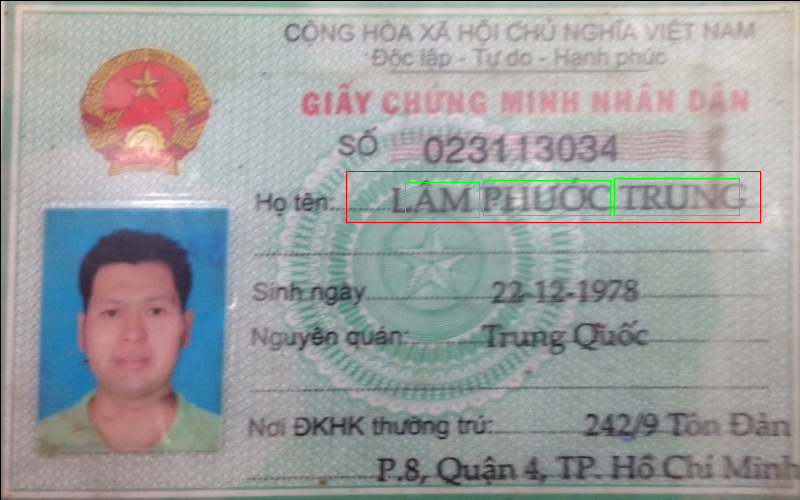 CỘNG HÒA XÃ HỘI CHỦ NGHĨA VIỆT NAM
Độc lập - Tự do - Hạnh phúc
GIẤY CHỨNG MINH NHÂN DÂN
SỐ 023113034
Họ tên: LÂM PHƯỚC TRUNG
Sinh ngày 22-12-1978
Nguyên quán: Trung Quốc
Nơi ĐKHK thường trú: 242/9 Tôn Đản
P.8, Quận 4, TP. Hồ Chí Minh